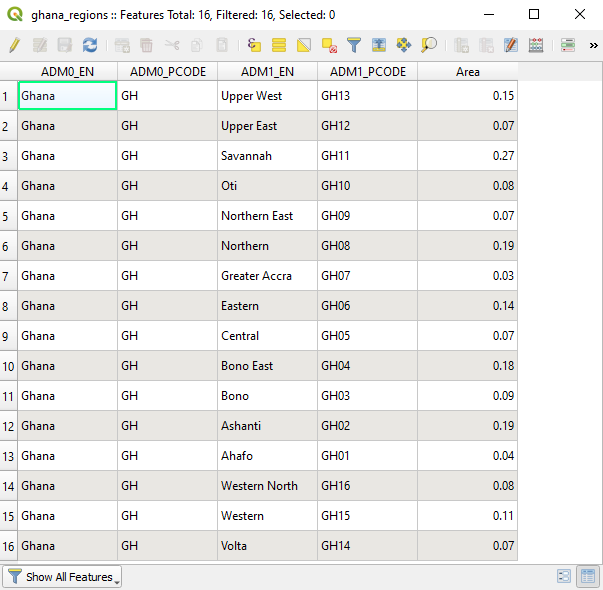 ghana_regions :: Features Total: 16, Filtered: 16, Selected: 0
ADM0_EN ADM0_PCODE ADM1_EN ADM1_PCODE Area
1 Ghana GH Upper West GH13 0.15
2 Ghana GH Upper East GH12 0.07
3 Ghana GH Savannah GH11 0.27
4 Ghana GH Oti GH10 0.08
5 Ghana GH Northern East GH09 0.07
6 Ghana GH Northern GH08 0.19
7 Ghana GH Greater Accra GH07 0.03
8 Ghana GH Eastern GH06 0.14
9 Ghana GH Central GH05 0.07
10 Ghana GH Bono East GH04 0.18
11 Ghana GH Bono GH03 0.09
12 Ghana GH Ashanti GH02 0.19
13 Ghana GH Ahafo GH01 0.04
14 Ghana GH Western North GH16 0.08
15 Ghana GH Western GH15 0.11
16 Ghana GH Volta GH14 0.07
Show All Features